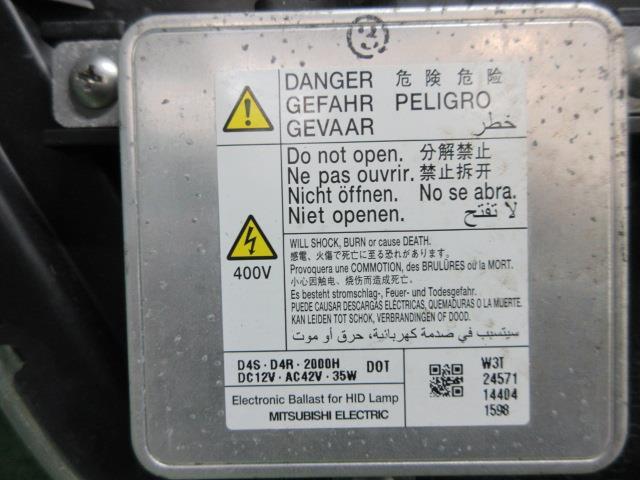 DANGER 危険 危险
GEFAHR PELIGRO
GEVAAR خطر
Do not open. 分解禁止
Ne pas ouvrir. 禁止拆开
Nicht öffnen. No se abra.
Niet openen. لا تفتح
400V
WILL SHOCK, BURN or cause DEATH.
感電、火傷で死亡に至る恐れがあります。
Provoquera une COMMOTION, des BRULÛRES où la MORT.
小心因触电、烧伤而造成死亡。
Es besteht stromschlag-, Feuer- und Todesgefahr.
PUEDE CAUSAR DESCARGAS ELÉCTRICAS, QUEMADURAS O LA MUERTE.
KAN LEIDEN TOT SCHOK, VERBRANDINGEN OF DOOD.
سيتسبب في صدمة كهربائية، حرق أو موت
D4S·D4R·2000H DOT
DC12V·AC42V·35W
Electronic Ballast for HID Lamp
MITSUBISHI ELECTRIC
W3T
24571
14404
1598